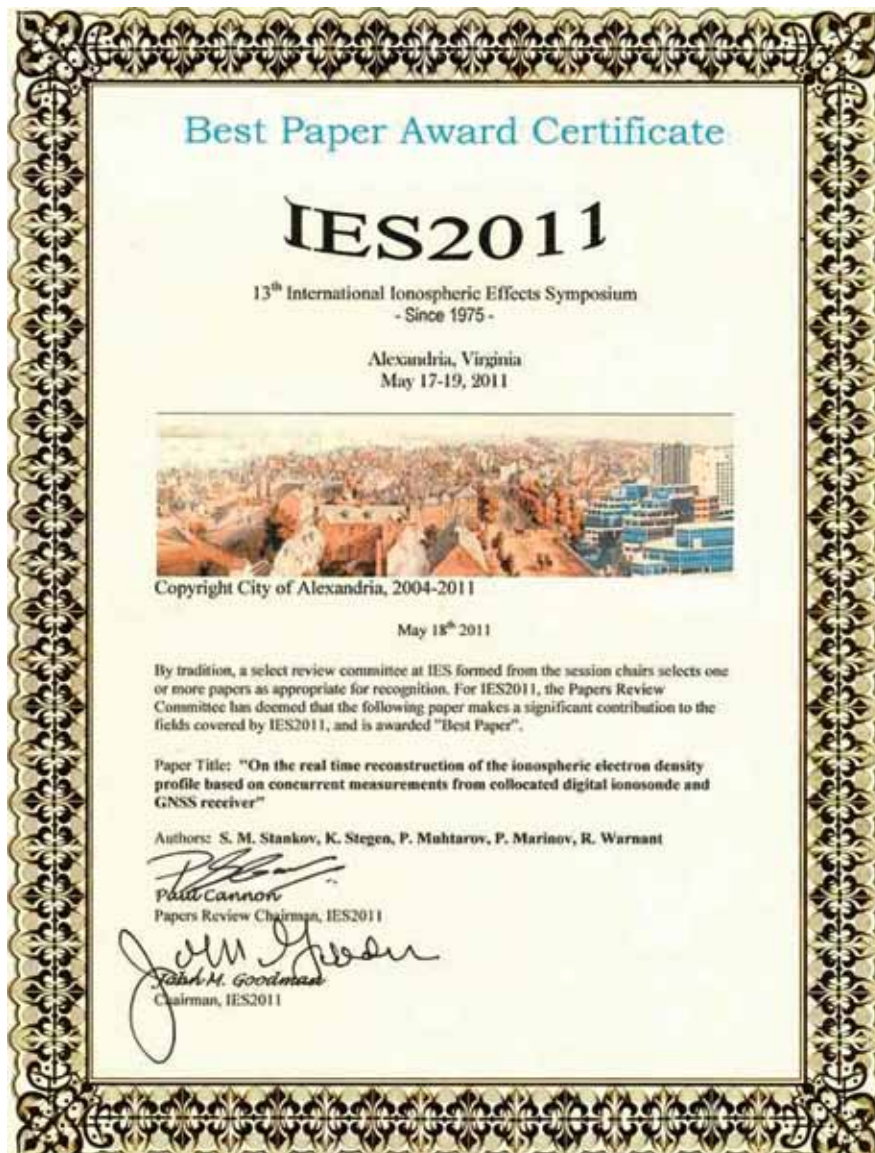 Best Paper Award Certificate
IES2011
13th International Ionospheric Effects Symposium
- Since 1975 -
Alexandria, Virginia
May 17-19, 2011
Copyright City of Alexandria, 2004-2011
May 18th 2011
By tradition, a select review committee at IES formed from the session chairs selects one
or more papers as appropriate for recognition. For IES2011, the Papers Review
Committee has deemed that the following paper makes a significant contribution to the
fields covered by IES2011, and is awarded "Best Paper".
Paper Title: "On the real time reconstruction of the ionospheric electron density
profile based on concurrent measurements from collocated digital ionosonde and
GNSS receiver"
Authors: S. M. Stankov, K. Stegen, P. Muhtarov, P. Marinov, R. Warnant
Paul Cannon
Papers Review Chairman, IES2011
John Goodman
John M. Goodman
Chairman, IES2011